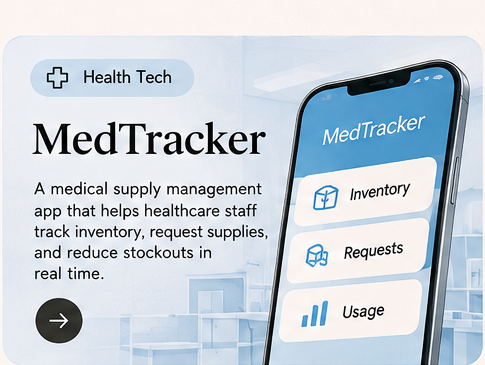 Health Tech
MedTracker
A medical supply management
app that helps healthcare staff
track inventory, request supplies,
and reduce stockouts in
real time.
MedTracker
Inventory
Requests
Usage